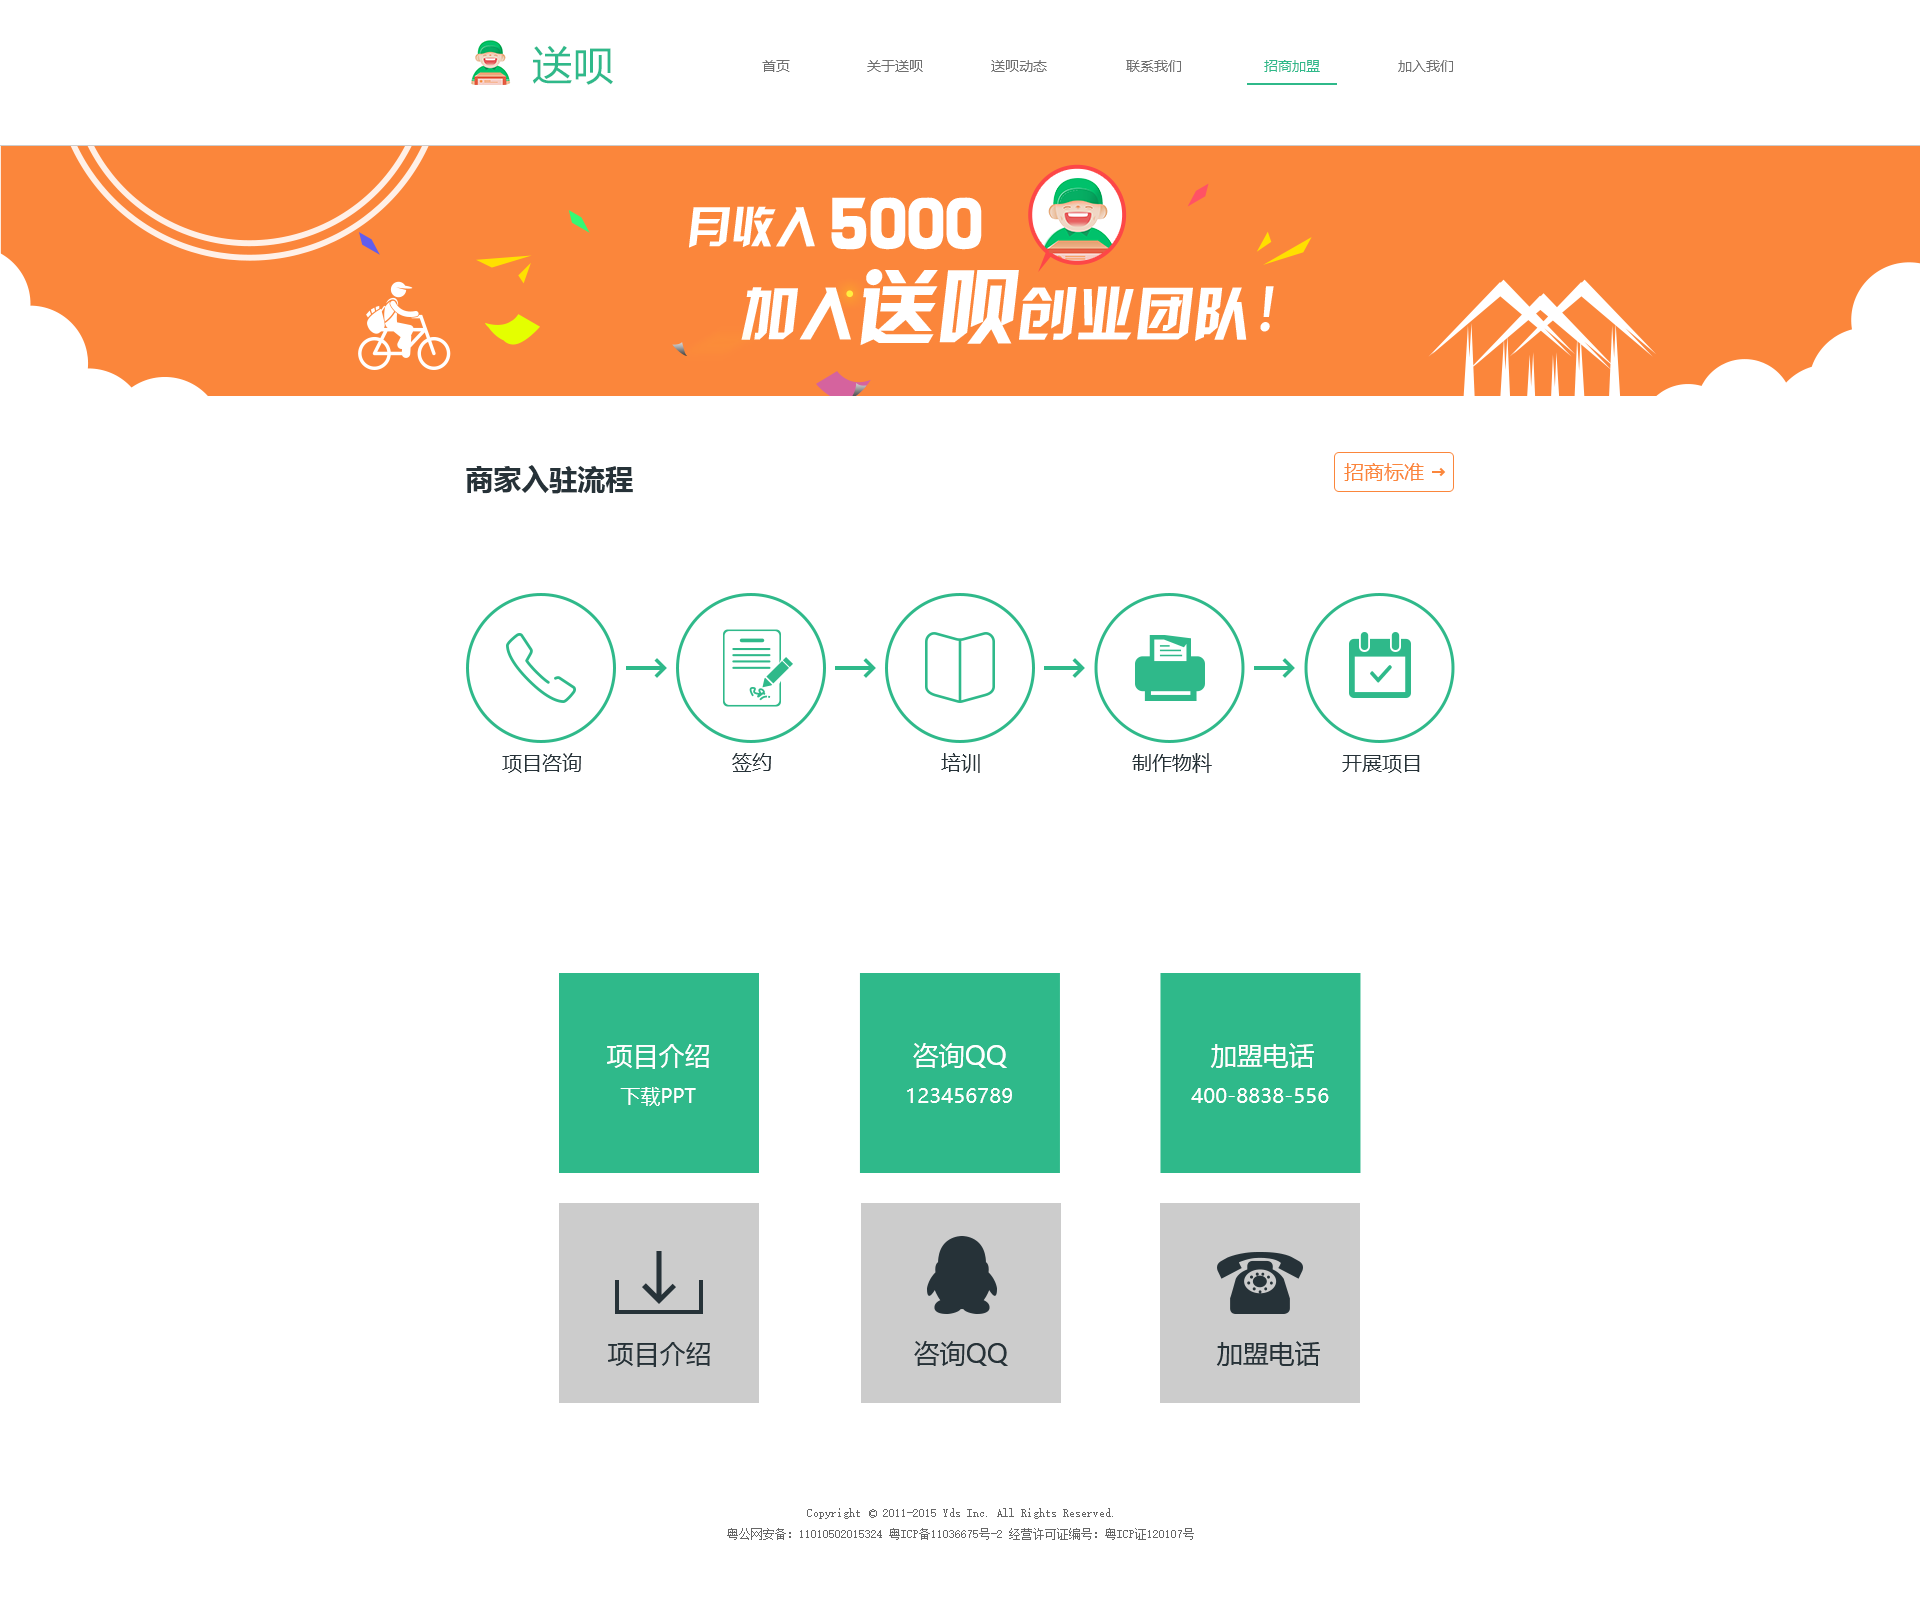 送呗
首页 关于送呗 送呗动态 联系我们 招商加盟 加入我们
月收入5000
加入送呗创业团队!
商家入驻流程
招商标准
项目咨询 签约 培训 制作物料 开展项目
项目介绍 咨询QQ 加盟电话
下载PPT 123456789 400-8838-556
项目介绍 咨询QQ 加盟电话
Copyright © 2011-2015 Yds Inc. All Rights Reserved.
粤公网安备: 11010502015324 粤ICP备11036675号-2 经营许可证编号: 粤ICP证120107号